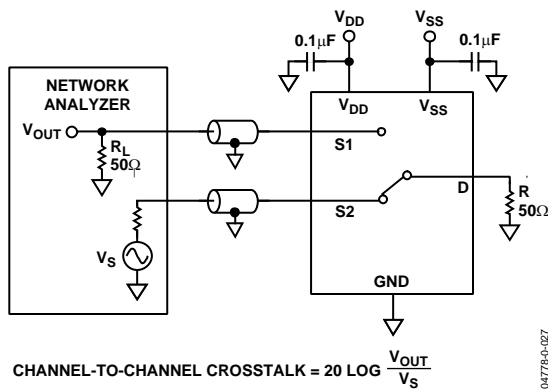 VDD
VSS
0.1μF
0.1μF
NETWORK
ANALYZER
VDD
VSS
VOUT
RL
50Ω
S1
S2
D
R
50Ω
VS
GND
CHANNEL-TO-CHANNEL CROSSTALK = 20 LOG VOUT
VS
04778-0-027